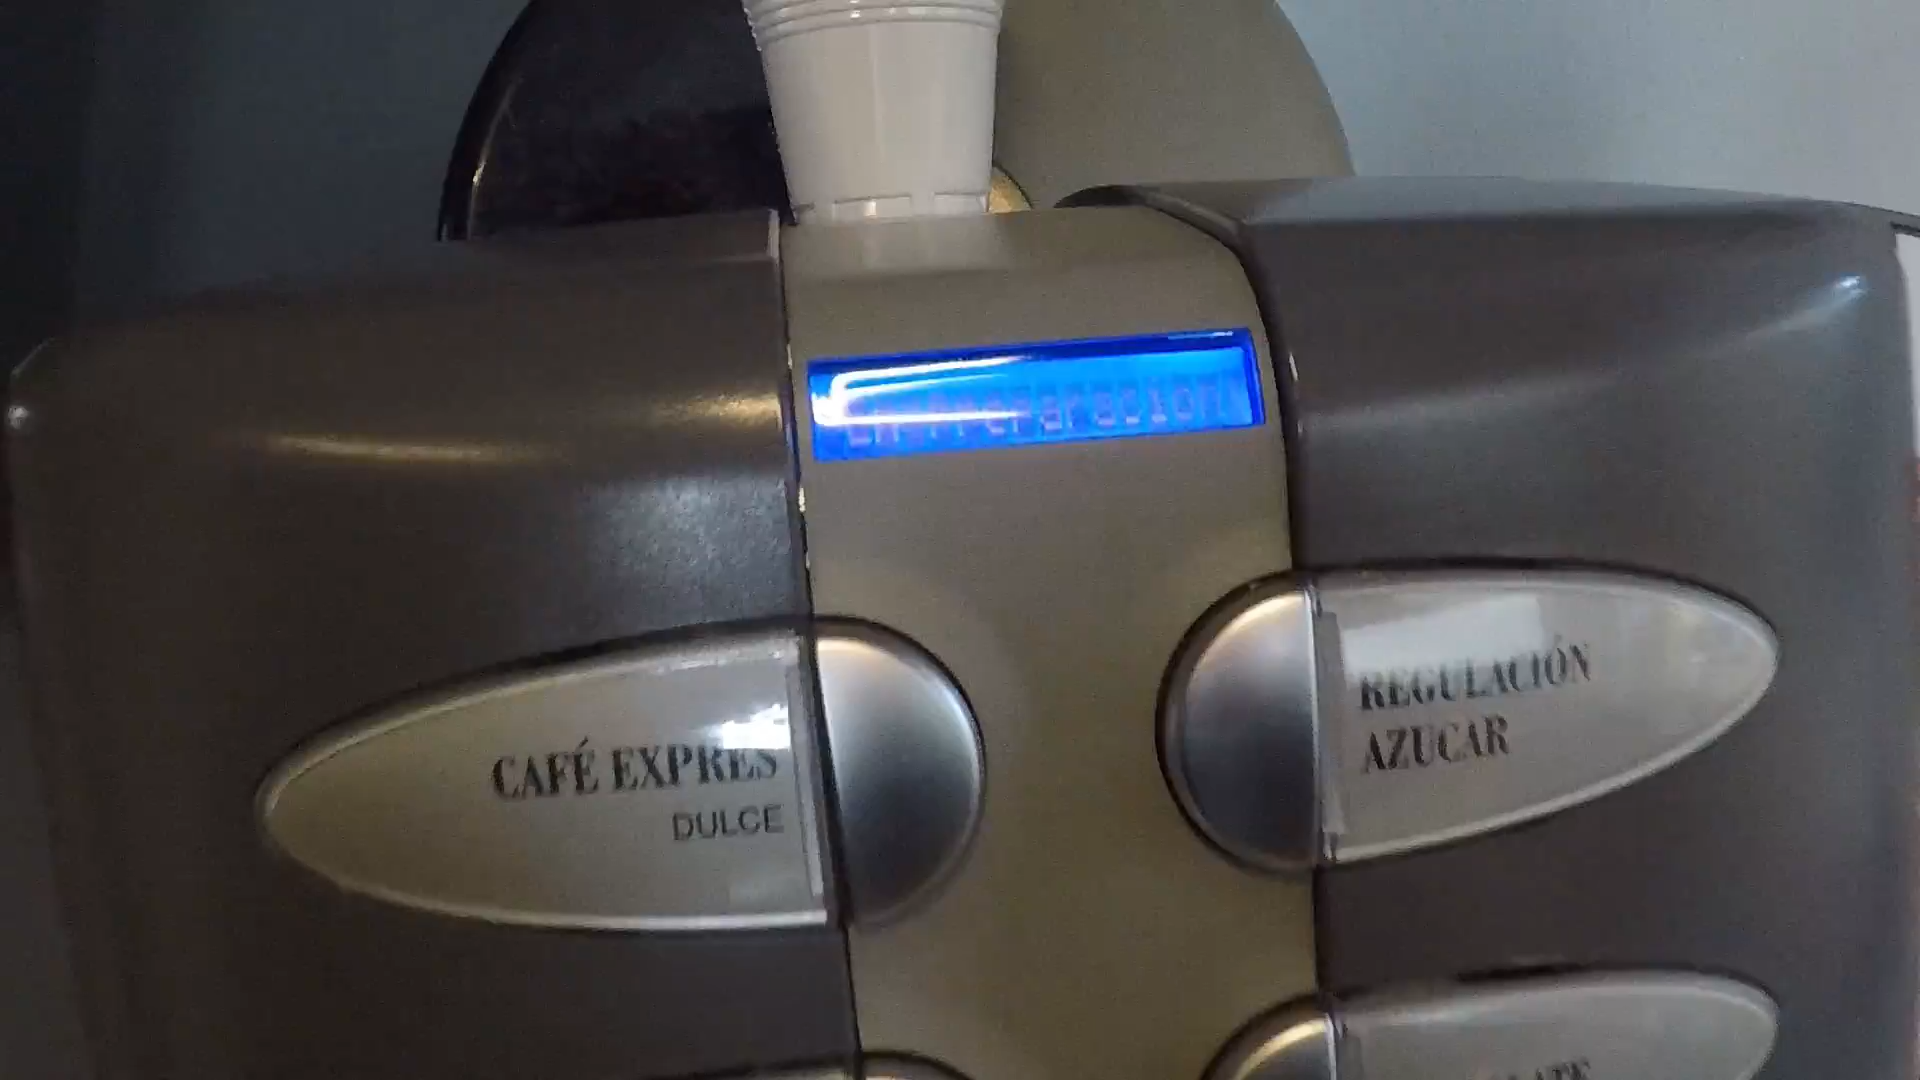 En Preparacion
CAFÉ EXPRES
DULCE
REGULACIÓN
AZUCAR